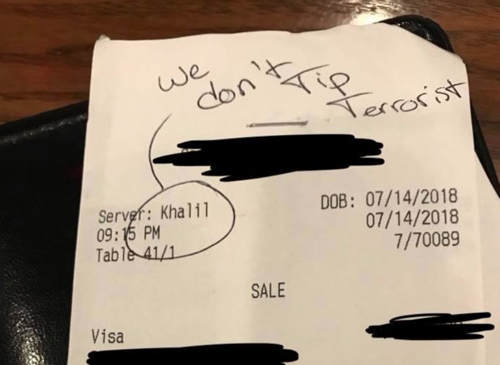 We
don't Tip
Terrorist
Server: Khalil
DOB: 07/14/2018
09:15 PM
07/14/2018
Table 41/1
7/70089
SALE
Visa